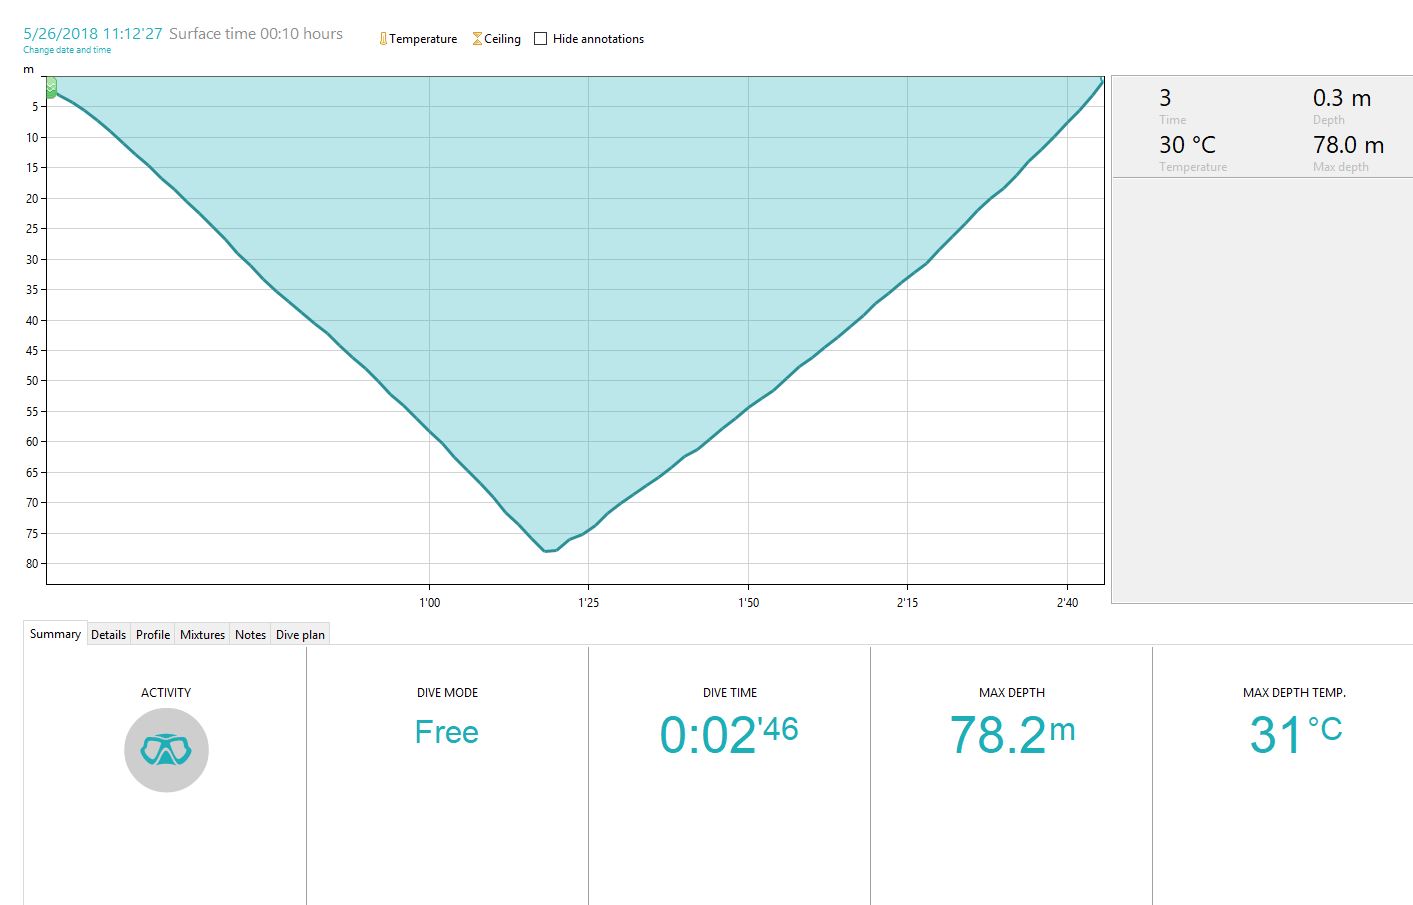 5/26/2018 11:12'27 Surface time 00:10 hours
Change date and time
Temperature Ceiling Hide annotations
m
5
10
15
20
25
30
35
40
45
50
55
60
65
70
75
80
1'00 1'25 1'50 2'15 2'40
3 0.3 m
Time Depth
30 °C 78.0 m
Temperature Max depth
Summary Details Profile Mixtures Notes Dive plan
ACTIVITY DIVE MODE DIVE TIME MAX DEPTH MAX DEPTH TEMP.
Free 0:02'46 78.2m 31°C